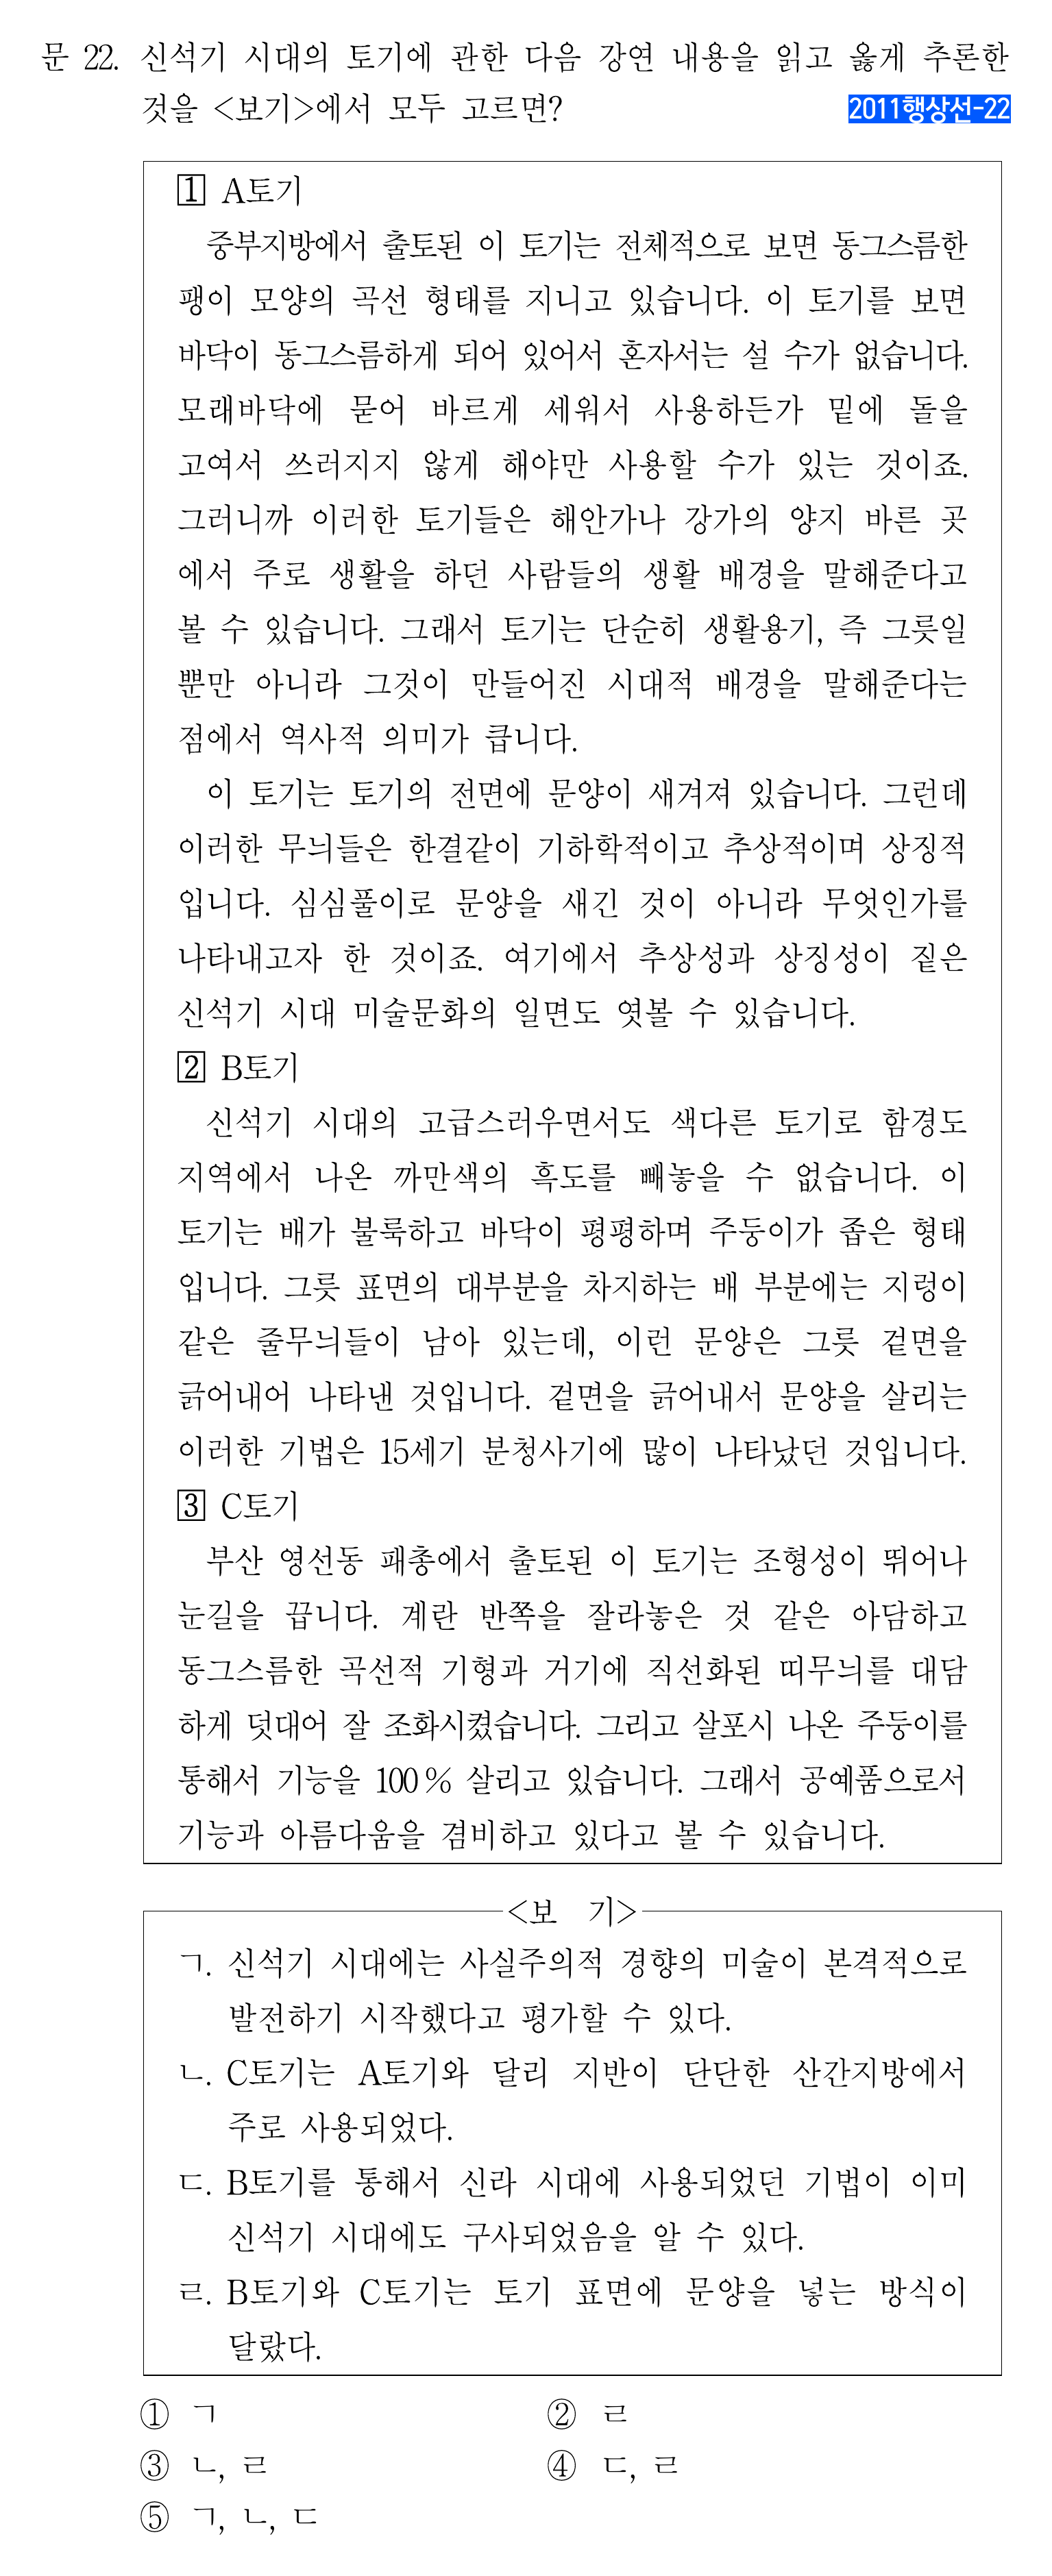 문 22. 신석기 시대의 토기에 관한 다음 강연 내용을 읽고 옳게 추론한
것을 <보기>에서 모두 고르면?
2011행상선-22
1 A토기
중부지방에서 출토된 이 토기는 전체적으로 보면 동그스름한
팽이 모양의 곡선 형태를 지니고 있습니다. 이 토기를 보면
바닥이 동그스름하게 되어 있어서 혼자서는 설 수가 없습니다.
모래바닥에 묻어 바르게 세워서 사용하든가 밑에 돌을
고여서 쓰러지지 않게 해야만 사용할 수가 있는 것이죠.
그러니까 이러한 토기들은 해안가나 강가의 양지 바른 곳
에서 주로 생활을 하던 사람들의 생활 배경을 말해준다고
볼 수 있습니다. 그래서 토기는 단순히 생활용기, 즉 그릇일
뿐만 아니라 그것이 만들어진 시대적 배경을 말해준다는
점에서 역사적 의미가 큽니다.
이 토기는 토기의 전면에 문양이 새겨져 있습니다. 그런데
이러한 무늬들은 한결같이 기하학적이고 추상적이며 상징적
입니다. 심심풀이로 문양을 새긴 것이 아니라 무엇인가를
나타내고자 한 것이죠. 여기에서 추상성과 상징성이 짙은
신석기 시대 미술문화의 일면도 엿볼 수 있습니다.
2 B토기
신석기 시대의 고급스러우면서도 색다른 토기로 함경도
지역에서 나온 까만색의 흑도를 빼놓을 수 없습니다. 이
토기는 배가 불룩하고 바닥이 평평하며 주둥이가 좁은 형태
입니다. 그릇 표면의 대부분을 차지하는 배 부분에는 지렁이
같은 줄무늬들이 남아 있는데, 이런 문양은 그릇 겉면을
긁어내어 나타낸 것입니다. 겉면을 긁어내서 문양을 살리는
이러한 기법은 15세기 분청사기에 많이 나타났던 것입니다.
3 C토기
부산 영선동 패총에서 출토된 이 토기는 조형성이 뛰어나
눈길을 끕니다. 계란 반쪽을 잘라놓은 것 같은 아담하고
동그스름한 곡선적 기형과 거기에 직선화된 띠무늬를 대담
하게 덧대어 잘 조화시켰습니다. 그리고 살포시 나온 주둥이를
통해서 기능을 100% 살리고 있습니다. 그래서 공예품으로서
기능과 아름다움을 겸비하고 있다고 볼 수 있습니다.
<보 기>
ㄱ. 신석기 시대에는 사실주의적 경향의 미술이 본격적으로
발전하기 시작했다고 평가할 수 있다.
ㄴ. C토기는 A토기와 달리 지반이 단단한 산간지방에서
주로 사용되었다.
ㄷ. B토기를 통해서 신라 시대에 사용되었던 기법이 이미
신석기 시대에도 구사되었음을 알 수 있다.
ㄹ. B토기와 C토기는 토기 표면에 문양을 넣는 방식이
달랐다.
① ㄱ ② ㄹ
③ ㄴ, ㄹ ④ ㄷ, ㄹ
⑤ ㄱ, ㄴ, ㄷ